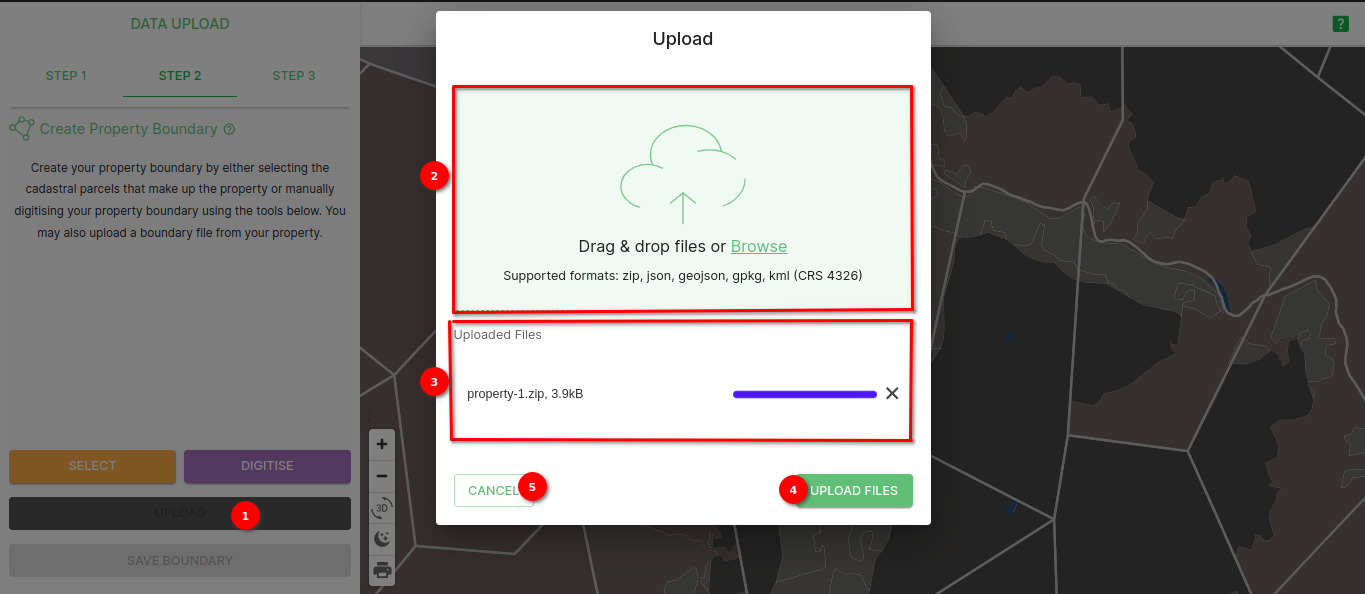 DATA UPLOAD
STEP 1
STEP 2
STEP 3
Create Property Boundary ?
Create your property boundary by either selecting the
cadastral parcels that make up the property or manually
digitising your property boundary using the tools below. You
may also upload a boundary file from your property.
SELECT
DIGITISE
UPLOAD
1
SAVE BOUNDARY
?
+
−
3D
Upload
2
Drag & drop files or Browse
Supported formats: zip, json, geojson, gpkg, kml (CRS 4326)
Uploaded Files
3
property-1.zip, 3.9kB
CANCEL
5
4
UPLOAD FILES